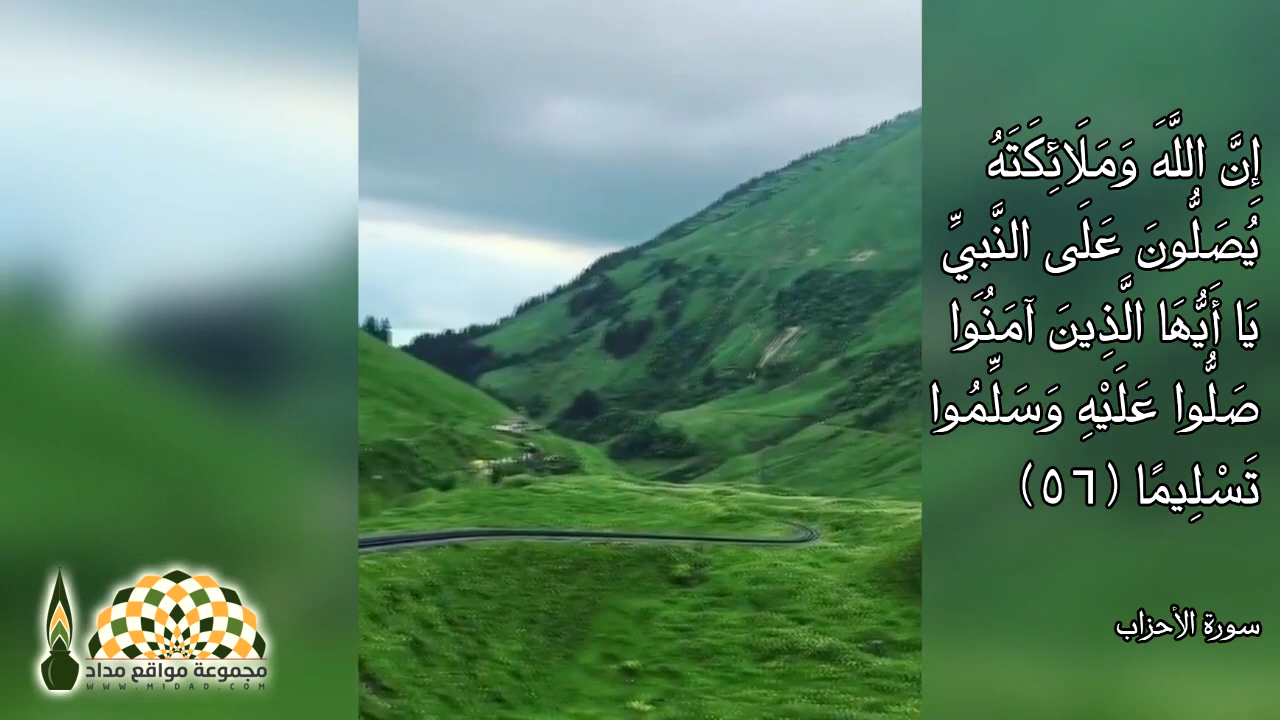 إِنَّ اللَّهَ وَمَلَائِكَتَهُ
يُصَلُّونَ عَلَى النَّبِيِّ
يَا أَيُّهَا الَّذِينَ آمَنُوا
صَلُّوا عَلَيْهِ وَسَلِّمُوا
تَسْلِيمًا (٥٦)
سورة الأحزاب
مجموعة مواقع مداد
WWW.MIDAD.COM